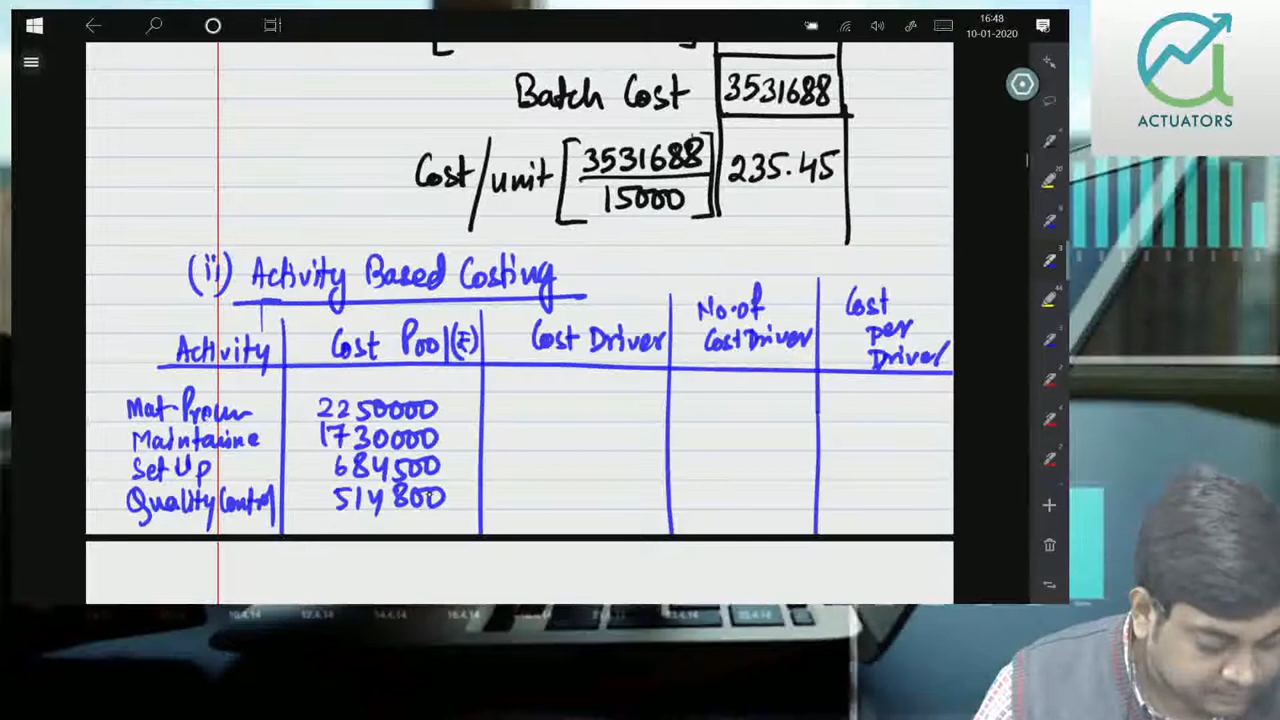 16:48
10-01-2020
ACTUATORS
Batch Cost 3531688
Cost/unit [3531688/15000] 235.45
(ii) Activity Based Costing
Activity Cost Pool(₹) Cost Driver No. of Cost Driver Cost per Driver
Mat Procur 2250000
Maintaine 1730000
Set Up 684500
Quality Control 514800